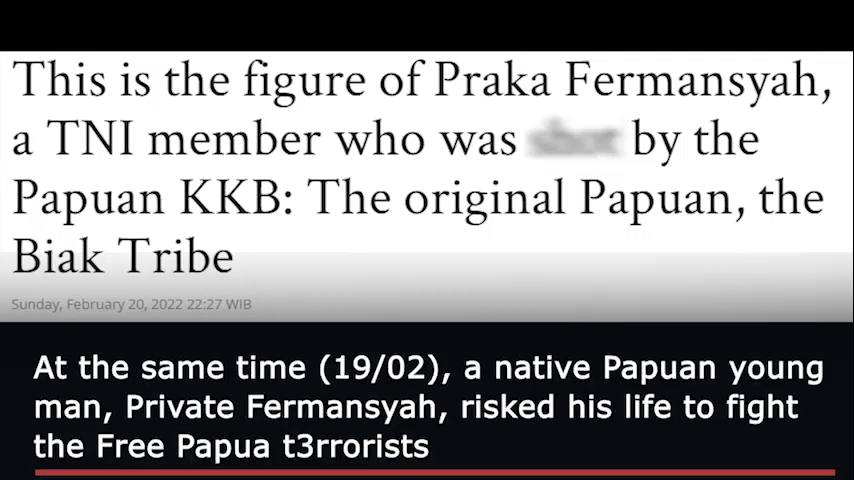 This is the figure of Praka Fermansyah,
a TNI member who was by the
Papuan KKB: The original Papuan, the
Biak Tribe
Sunday, February 20, 2022 22:27 WIB
At the same time (19/02), a native Papuan young
man, Private Fermansyah, risked his life to fight
the Free Papua t3rrorists